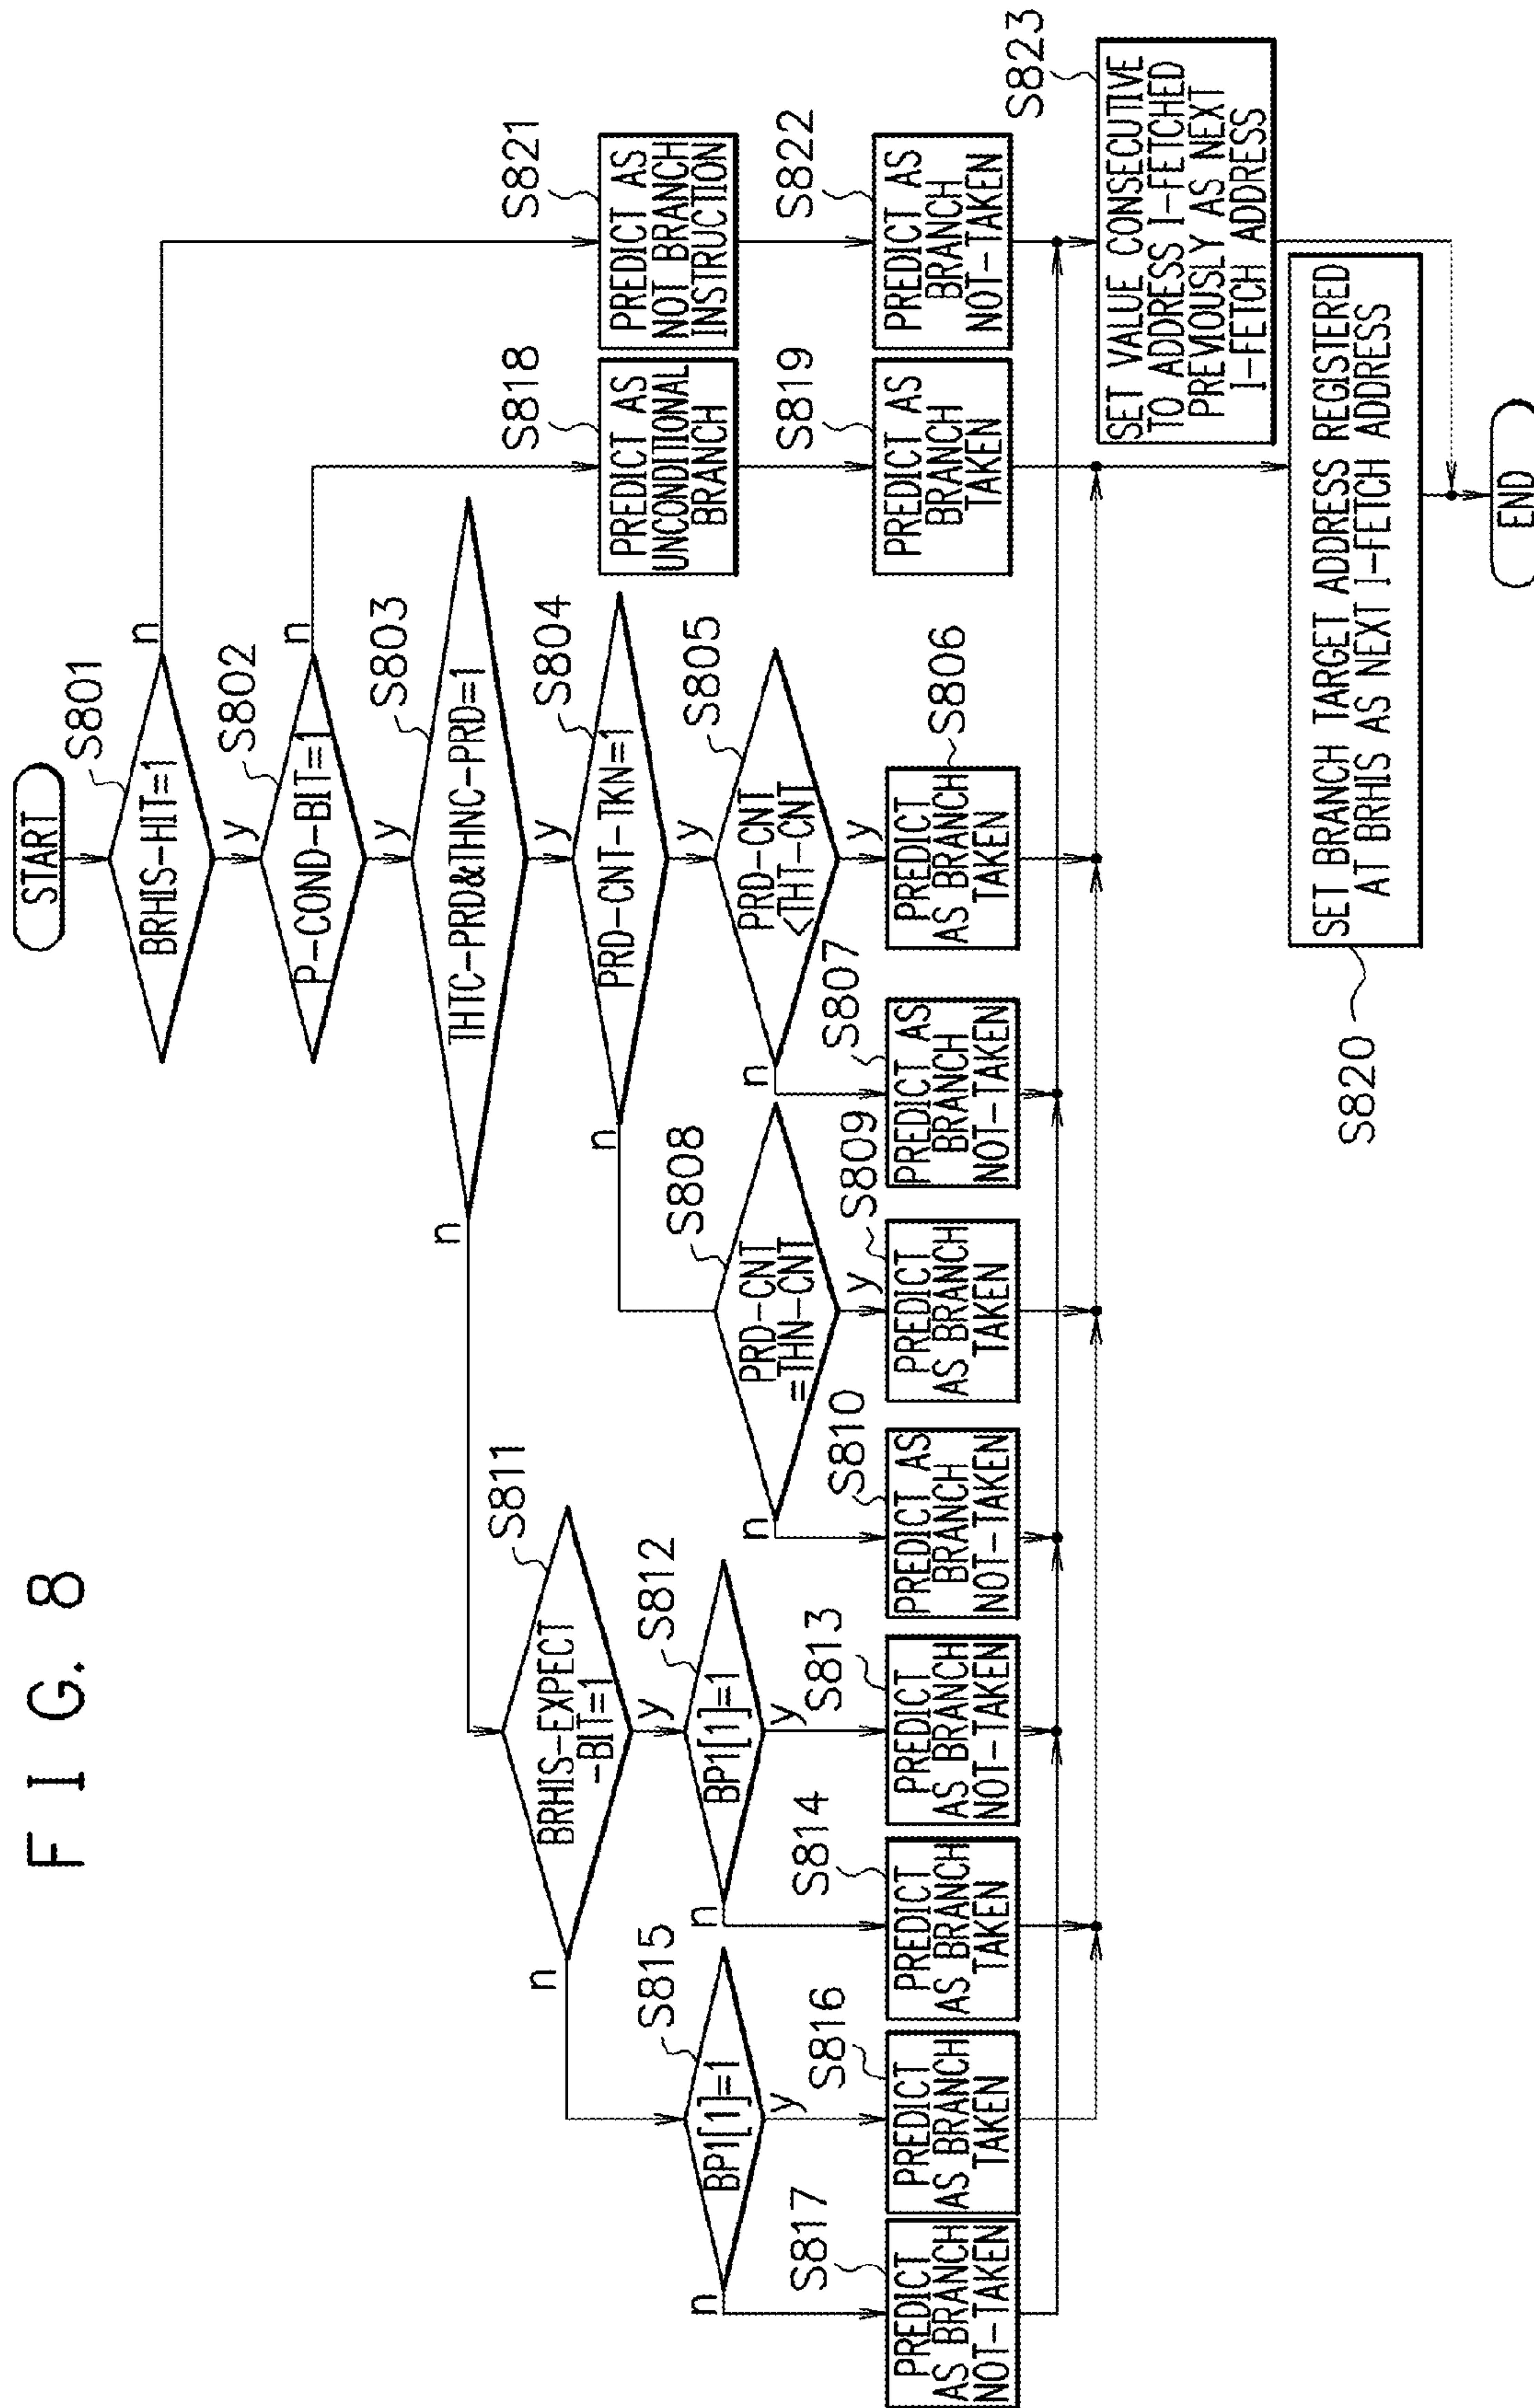 F I G. 8
START
BRHIS-HIT=1
S801
y
n
P-COND-BIT=1
S802
y
n
THTC-PRD&THNC-PRD=1
S803
y
n
PRD-CNT-TKN=1
S804
y
n
PRD-CNT
<THT-CNT
S805
y
n
PREDICT
AS BRANCH
TAKEN
S806
PREDICT AS
BRANCH
NOT-TAKEN
S807
PRD-CNT
=THN-CNT
S808
y
n
PREDICT
AS BRANCH
TAKEN
S809
PREDICT AS
BRANCH
NOT-TAKEN
S810
BRHIS-EXPECT
-BIT=1
S811
y
n
BP1[1]=1
S812
y
n
PREDICT
AS BRANCH
NOT-TAKEN
S813
PREDICT
AS BRANCH
TAKEN
S814
BP1[1]=1
S815
y
n
PREDICT
AS BRANCH
TAKEN
S816
PREDICT
AS BRANCH
NOT-TAKEN
S817
PREDICT AS
UNCONDITIONAL
BRANCH
S818
PREDICT AS
BRANCH
TAKEN
S819
SET BRANCH TARGET ADDRESS REGISTERED
AT BRHIS AS NEXT I-FETCH ADDRESS
S820
PREDICT AS
NOT BRANCH
INSTRUCTION
S821
PREDICT AS
BRANCH
NOT-TAKEN
S822
SET VALUE CONSECUTIVE
TO ADDRESS I-FETCHED
PREVIOUSLY AS NEXT
I-FETCH ADDRESS
S823
END